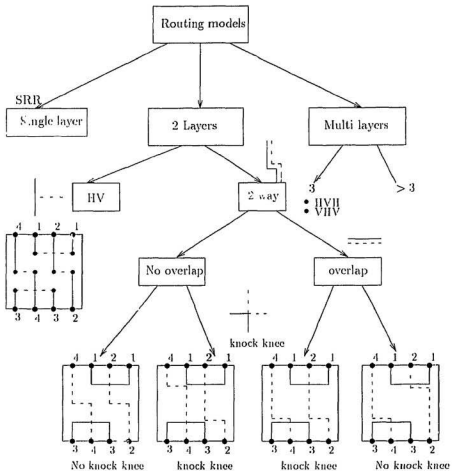 Routing models
SRR
Single layer
2 Layers
Multi layers
HV
2 way
3
> 3
HVH
VHV
4 1 2 1
3 4 3 2
No overlap
overlap
knock knee
4 1 2 1
4 1 2 1
4 1 2 1
4 1 2 1
3 4 3 2
3 4 3 2
3 4 3 2
3 4 3 2
No knock knee
knock knee
knock knee
No knock knee